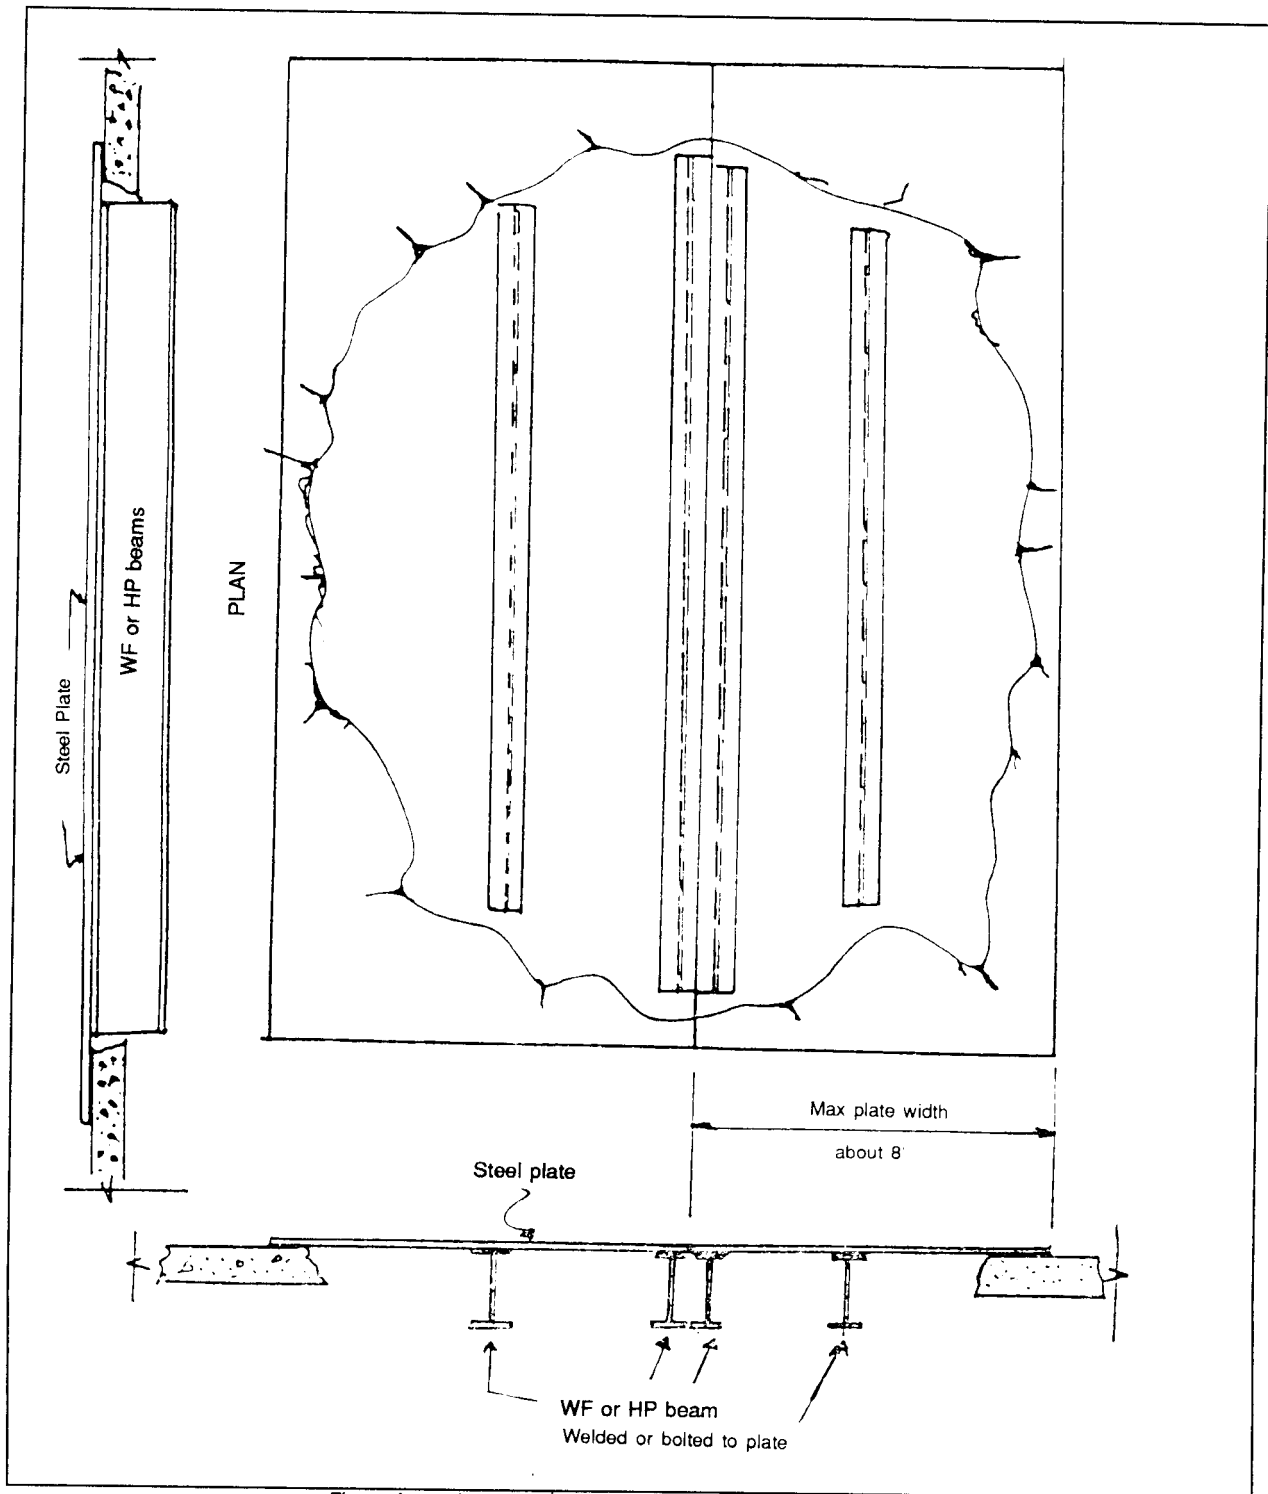 Steel Plate
WF or HP beams
PLAN
Max plate width
about 8'
Steel plate
WF or HP beam
Welded or bolted to plate